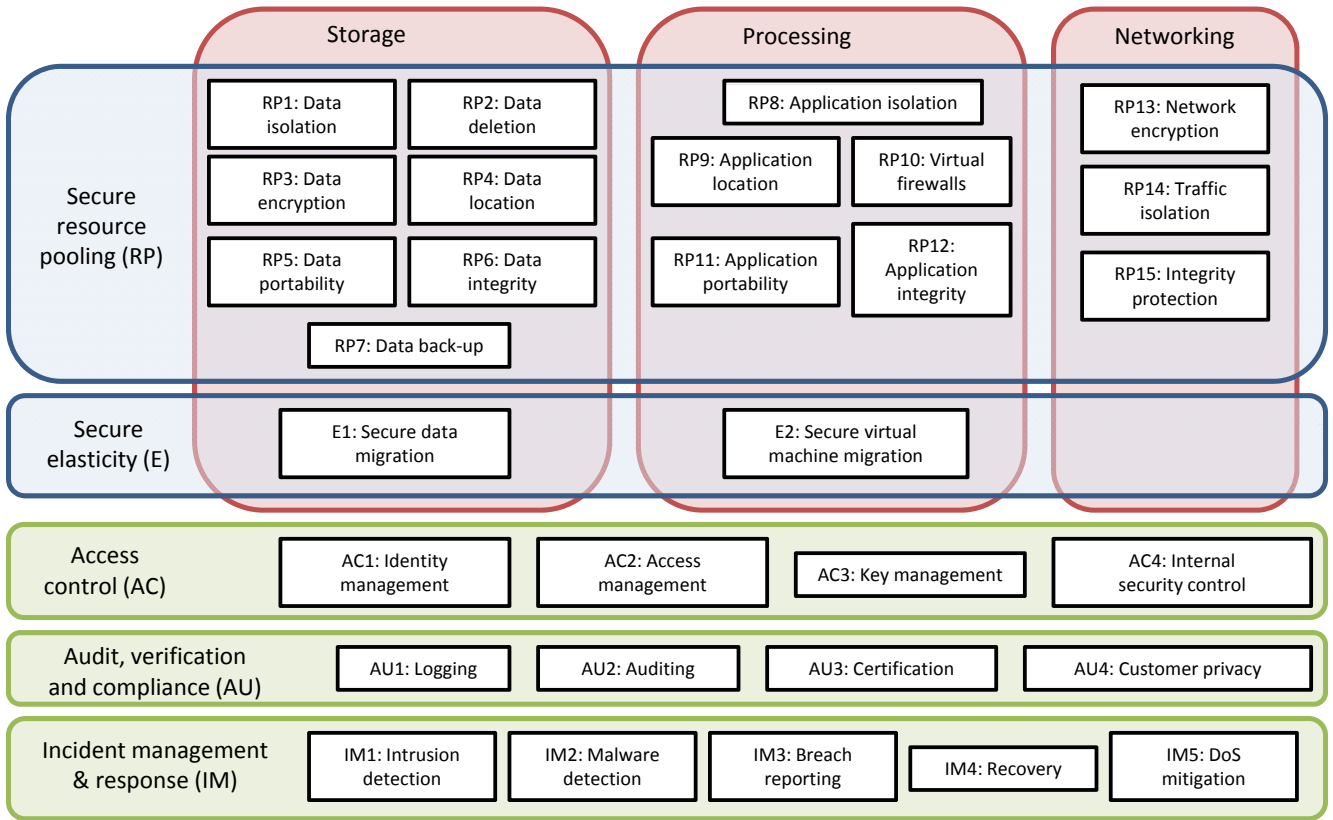 Storage
Processing
Networking
Secure
resource
pooling (RP)
RP1: Data
isolation
RP2: Data
deletion
RP3: Data
encryption
RP4: Data
location
RP5: Data
portability
RP6: Data
integrity
RP7: Data back-up
RP8: Application isolation
RP9: Application
location
RP10: Virtual
firewalls
RP11: Application
portability
RP12:
Application
integrity
RP13: Network
encryption
RP14: Traffic
isolation
RP15: Integrity
protection
Secure
elasticity (E)
E1: Secure data
migration
E2: Secure virtual
machine migration
Access
control (AC)
AC1: Identity
management
AC2: Access
management
AC3: Key management
AC4: Internal
security control
Audit, verification
and compliance (AU)
AU1: Logging
AU2: Auditing
AU3: Certification
AU4: Customer privacy
Incident management
& response (IM)
IM1: Intrusion
detection
IM2: Malware
detection
IM3: Breach
reporting
IM4: Recovery
IM5: DoS
mitigation